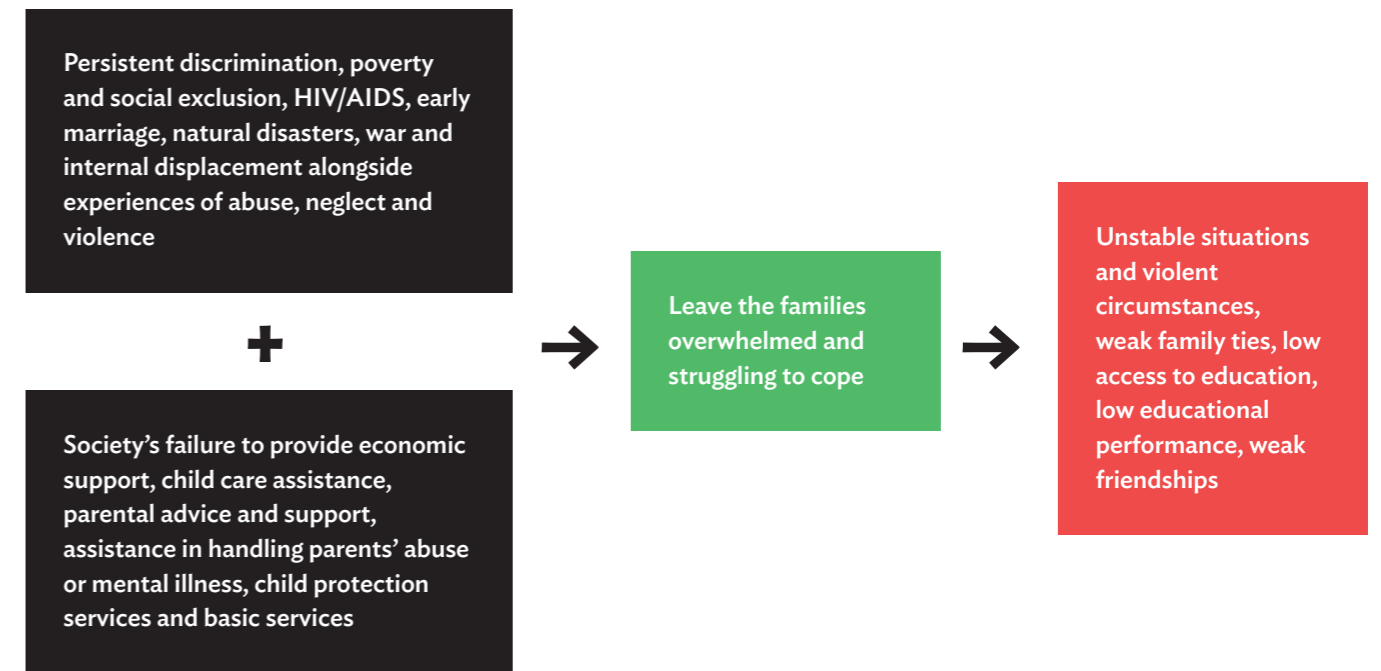 Persistent discrimination, poverty
and social exclusion, HIV/AIDS, early
marriage, natural disasters, war and
internal displacement alongside
experiences of abuse, neglect and
violence
+
Society’s failure to provide economic
support, child care assistance,
parental advice and support,
assistance in handling parents’ abuse
or mental illness, child protection
services and basic services
Leave the families
overwhelmed and
struggling to cope
Unstable situations
and violent
circumstances,
weak family ties, low
access to education,
low educational
performance, weak
friendships